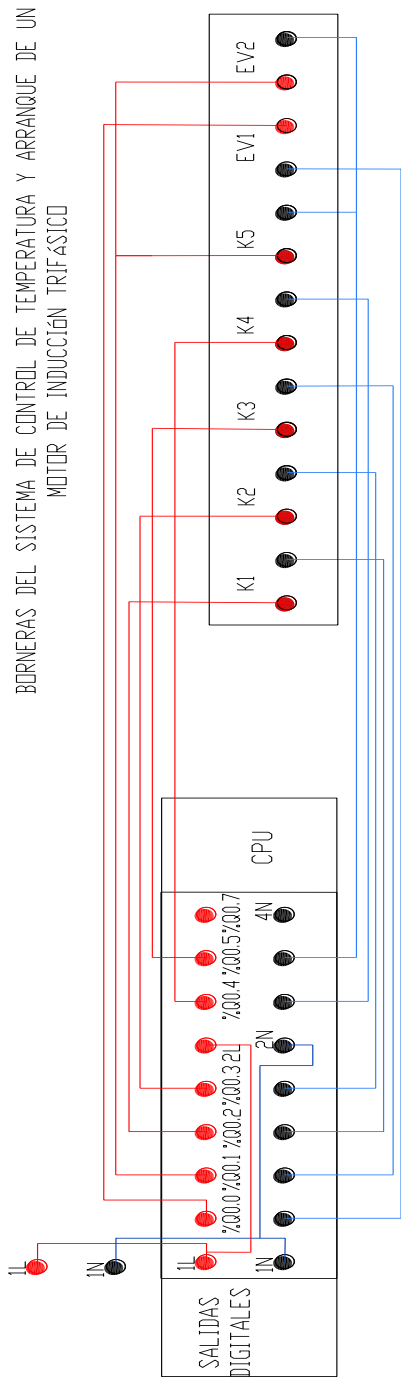 BORNERAS DEL SISTEMA DE CONTROL DE TEMPERATURA Y ARRANQUE DE UN
MOTOR DE INDUCCIÓN TRIFÁSICO
1L
1N
SALIDAS
DIGITALES
1L
%Q0.0 %Q0.1 %Q0.2 %Q0.3 2L
%Q0.4 %Q0.5 %Q0.7
1N
2N
4N
CPU
K1
K2
K3
K4
K5
EV1
EV2